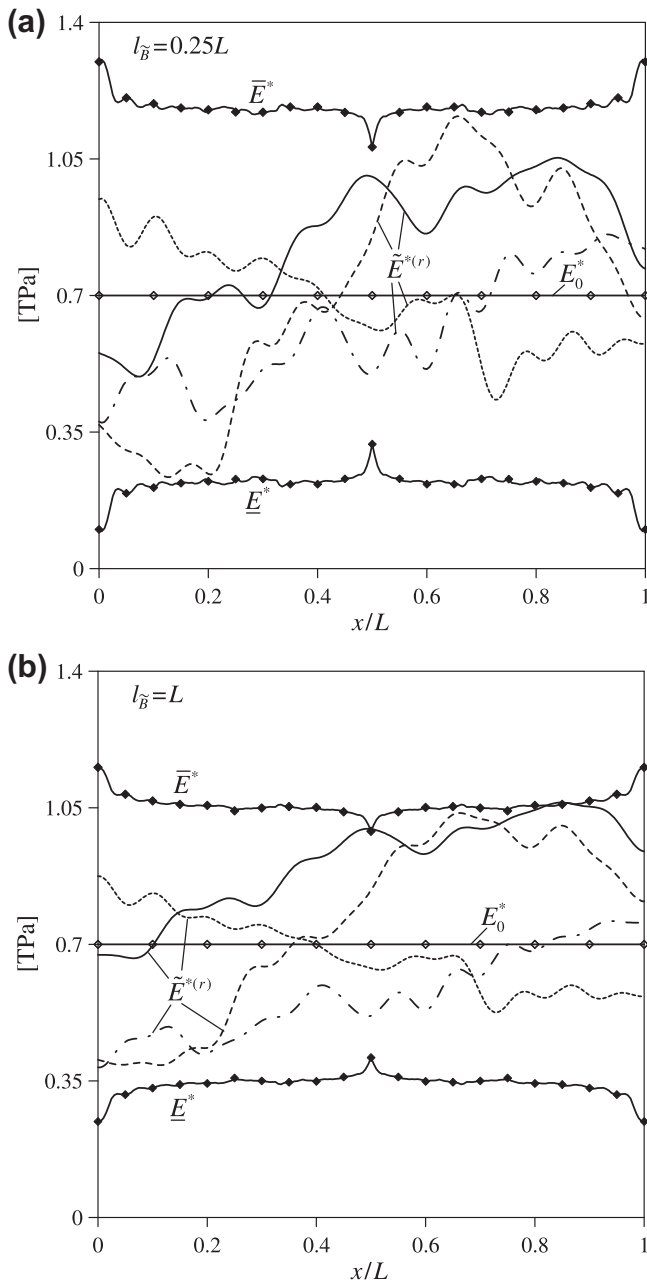 (a)
1.4
l_B̃=0.25L
E̅*
1.05
Ẽ*(r)
[TPa]
0.7
E₀*
0.35
E̲*
0
0 0.2 0.4 0.6 0.8 1
x/L
(b)
1.4
l_B̃=L
E̅*
1.05
[TPa]
0.7
E₀*
Ẽ*(r)
0.35
E̲*
0
0 0.2 0.4 0.6 0.8 1
x/L